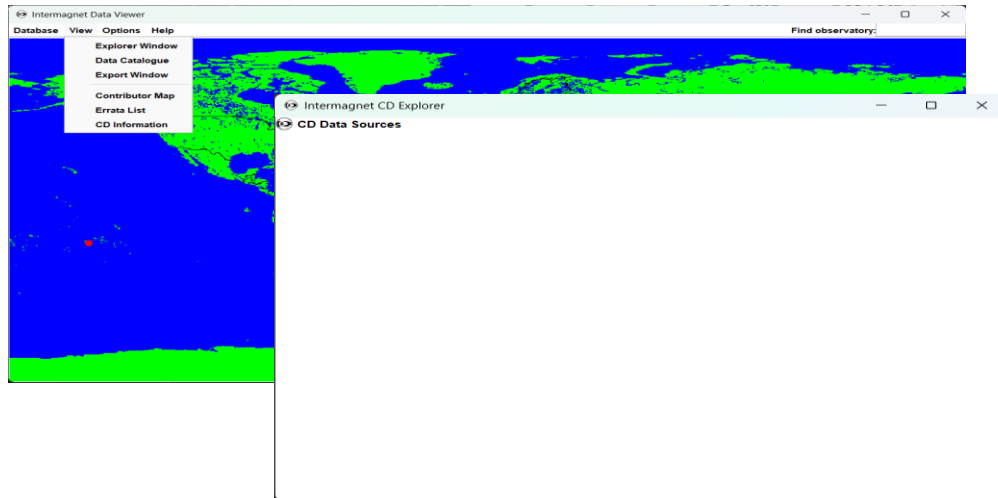 Intermagnet Data Viewer
Database View Options Help Find observatory:
Explorer Window
Data Catalogue
Export Window
Contributor Map
Errata List
CD Information
Intermagnet CD Explorer
CD Data Sources